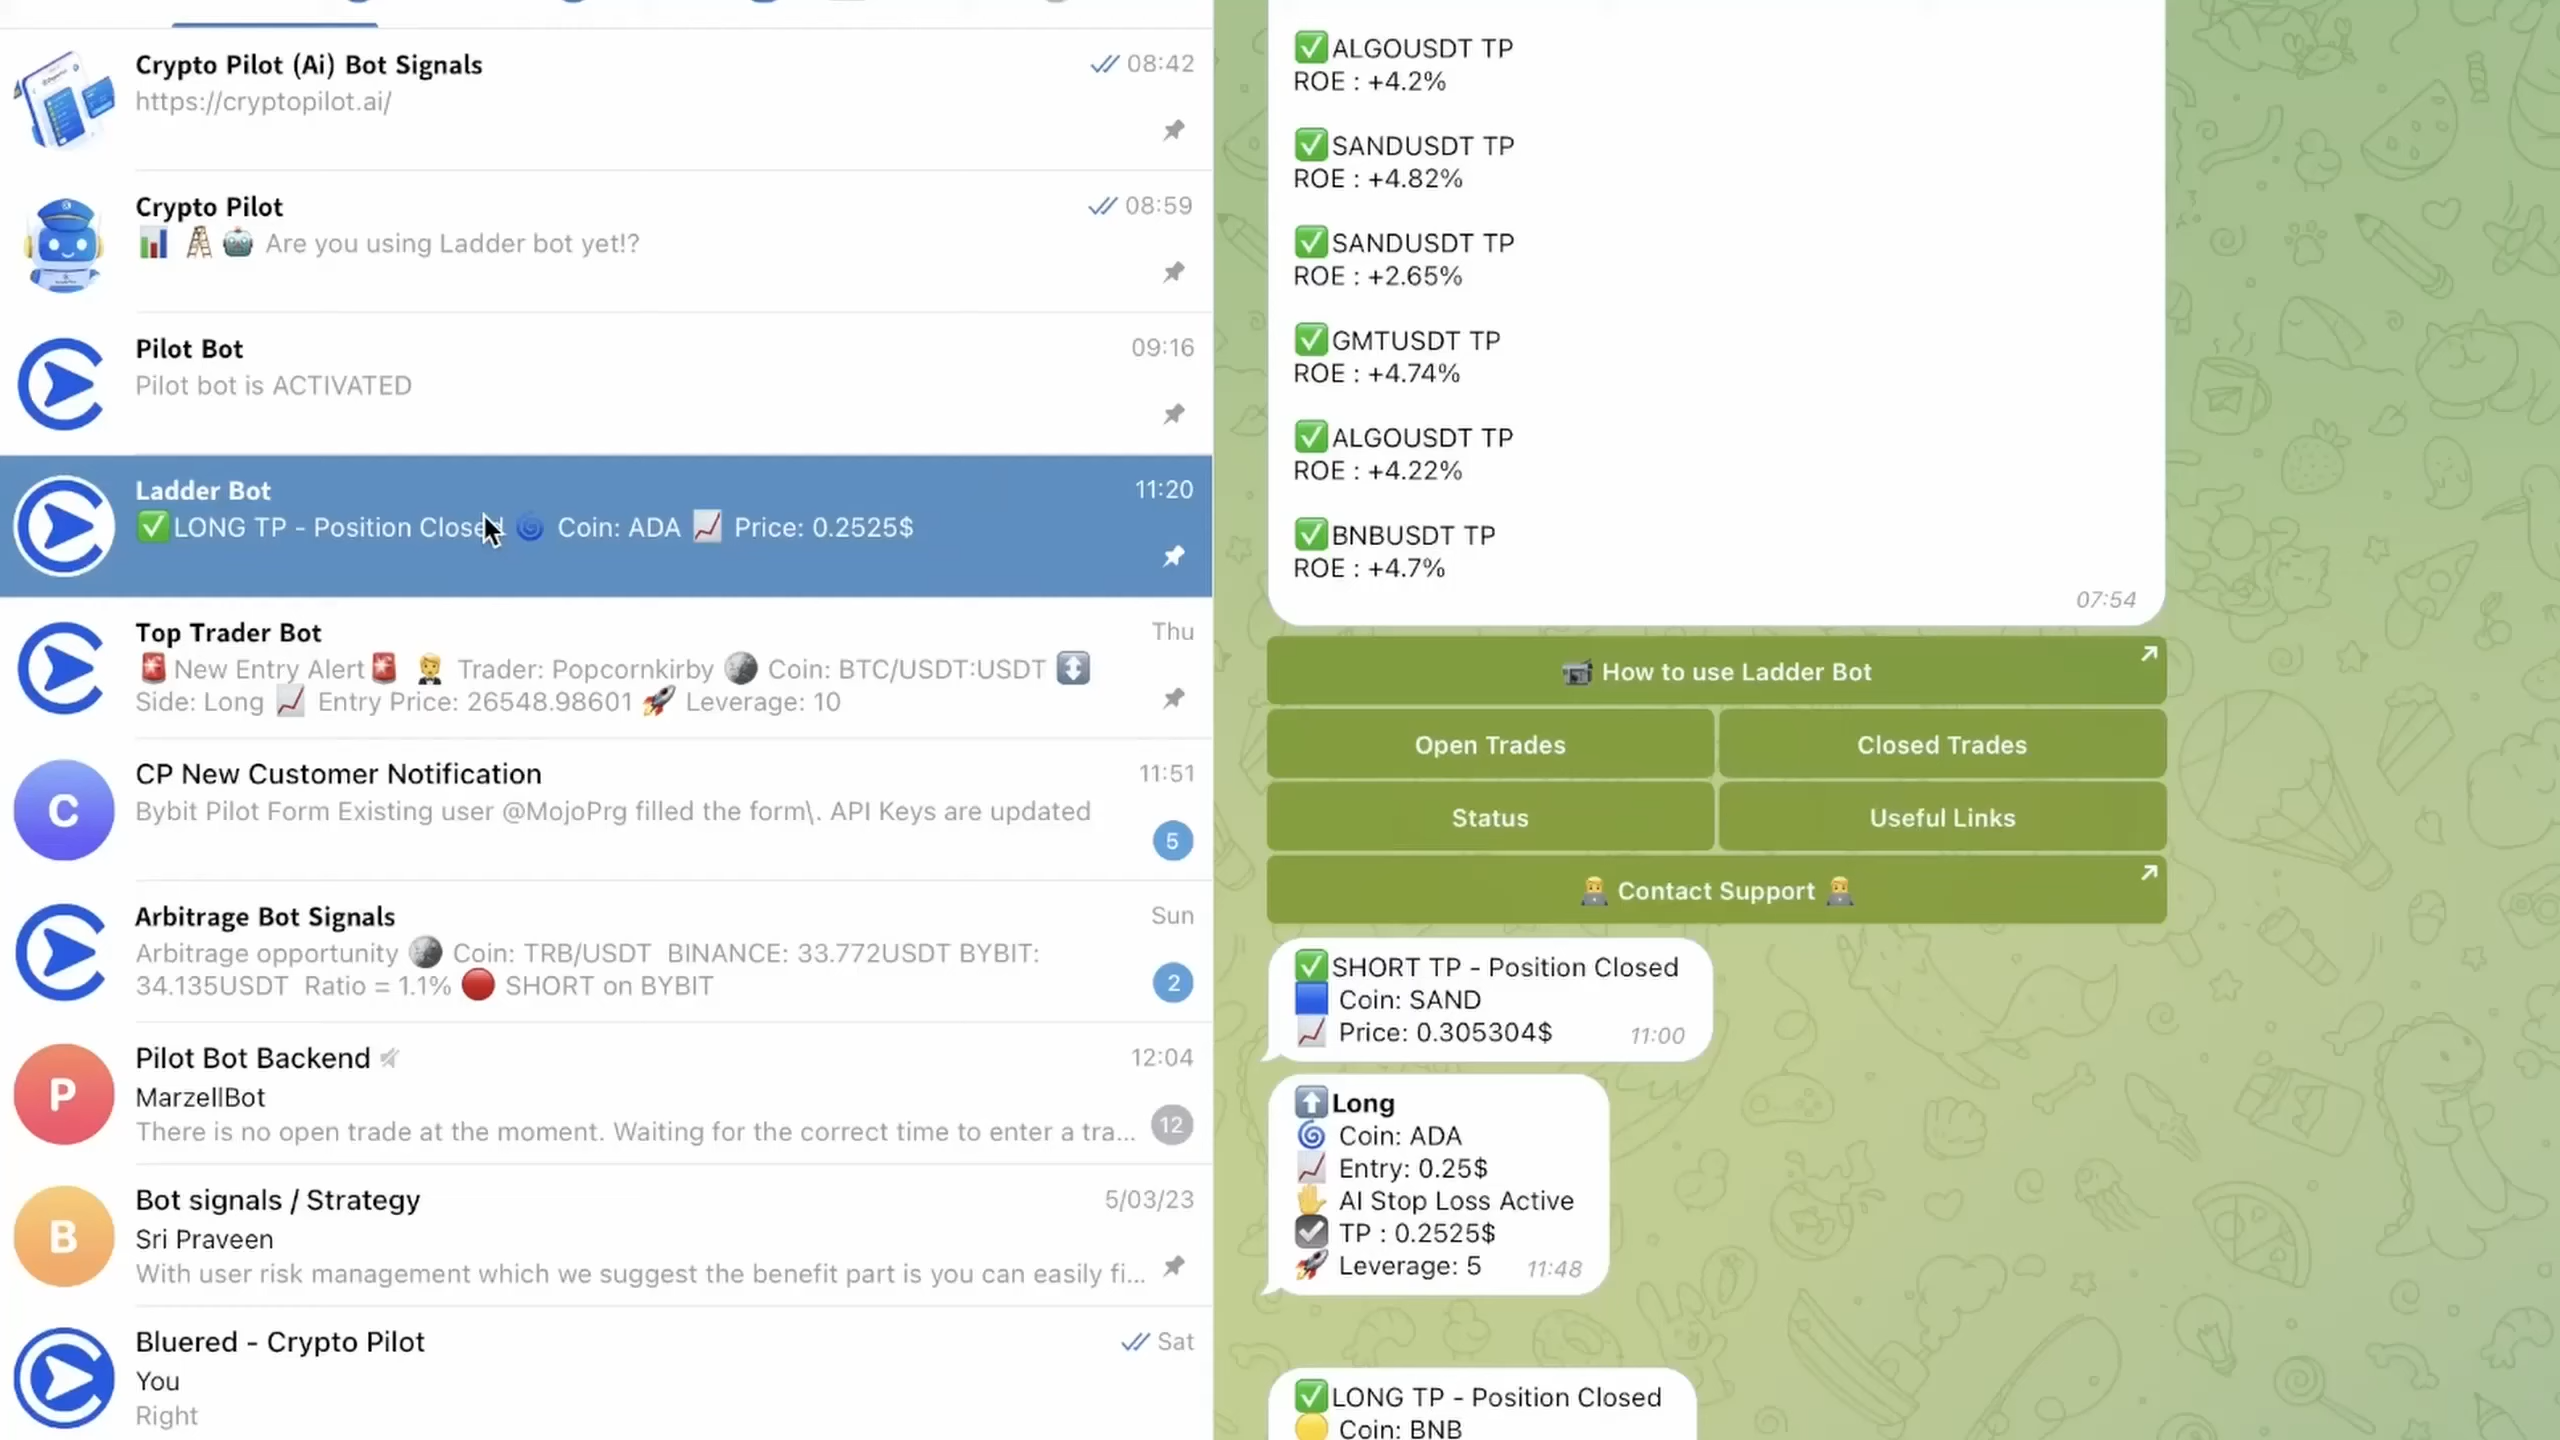 Crypto Pilot (Ai) Bot Signals
08:42
https://cryptopilot.ai/
Crypto Pilot
08:59
📊 🪜 🤖 Are you using Ladder bot yet!?
Pilot Bot
09:16
Pilot bot is ACTIVATED
Ladder Bot
11:20
✅LONG TP - Position Closed 🌀 Coin: ADA 📈 Price: 0.2525$
Top Trader Bot
Thu
🚨 New Entry Alert🚨 🤵 Trader: Popcornkirby 🌖 Coin: BTC/USDT:USDT ↕️
Side: Long 📈 Entry Price: 26548.98601 🚀 Leverage: 10
C
CP New Customer Notification
11:51
Bybit Pilot Form Existing user @MojoPrg filled the form\. API Keys are updated
5
Arbitrage Bot Signals
Sun
Arbitrage opportunity 🌖 Coin: TRB/USDT BINANCE: 33.772USDT BYBIT:
34.135USDT Ratio = 1.1% 🔴 SHORT on BYBIT
2
P
Pilot Bot Backend
12:04
MarzellBot
There is no open trade at the moment. Waiting for the correct time to enter a tra...
12
B
Bot signals / Strategy
5/03/23
Sri Praveen
With user risk management which we suggest the benefit part is you can easily fi...
Bluered - Crypto Pilot
Sat
You
Right
✅ALGOUSDT TP
ROE : +4.2%
✅SANDUSDT TP
ROE : +4.82%
✅SANDUSDT TP
ROE : +2.65%
✅GMTUSDT TP
ROE : +4.74%
✅ALGOUSDT TP
ROE : +4.22%
✅BNBUSDT TP
ROE : +4.7%
07:54
📹 How to use Ladder Bot
Open Trades
Closed Trades
Status
Useful Links
👨‍💻 Contact Support 👨‍💻
✅SHORT TP - Position Closed
🟦 Coin: SAND
📈 Price: 0.305304$
11:00
⬆️Long
🌀 Coin: ADA
📈 Entry: 0.25$
✋ AI Stop Loss Active
☑️ TP : 0.2525$
🚀 Leverage: 5
11:48
✅LONG TP - Position Closed
🟡 Coin: BNB